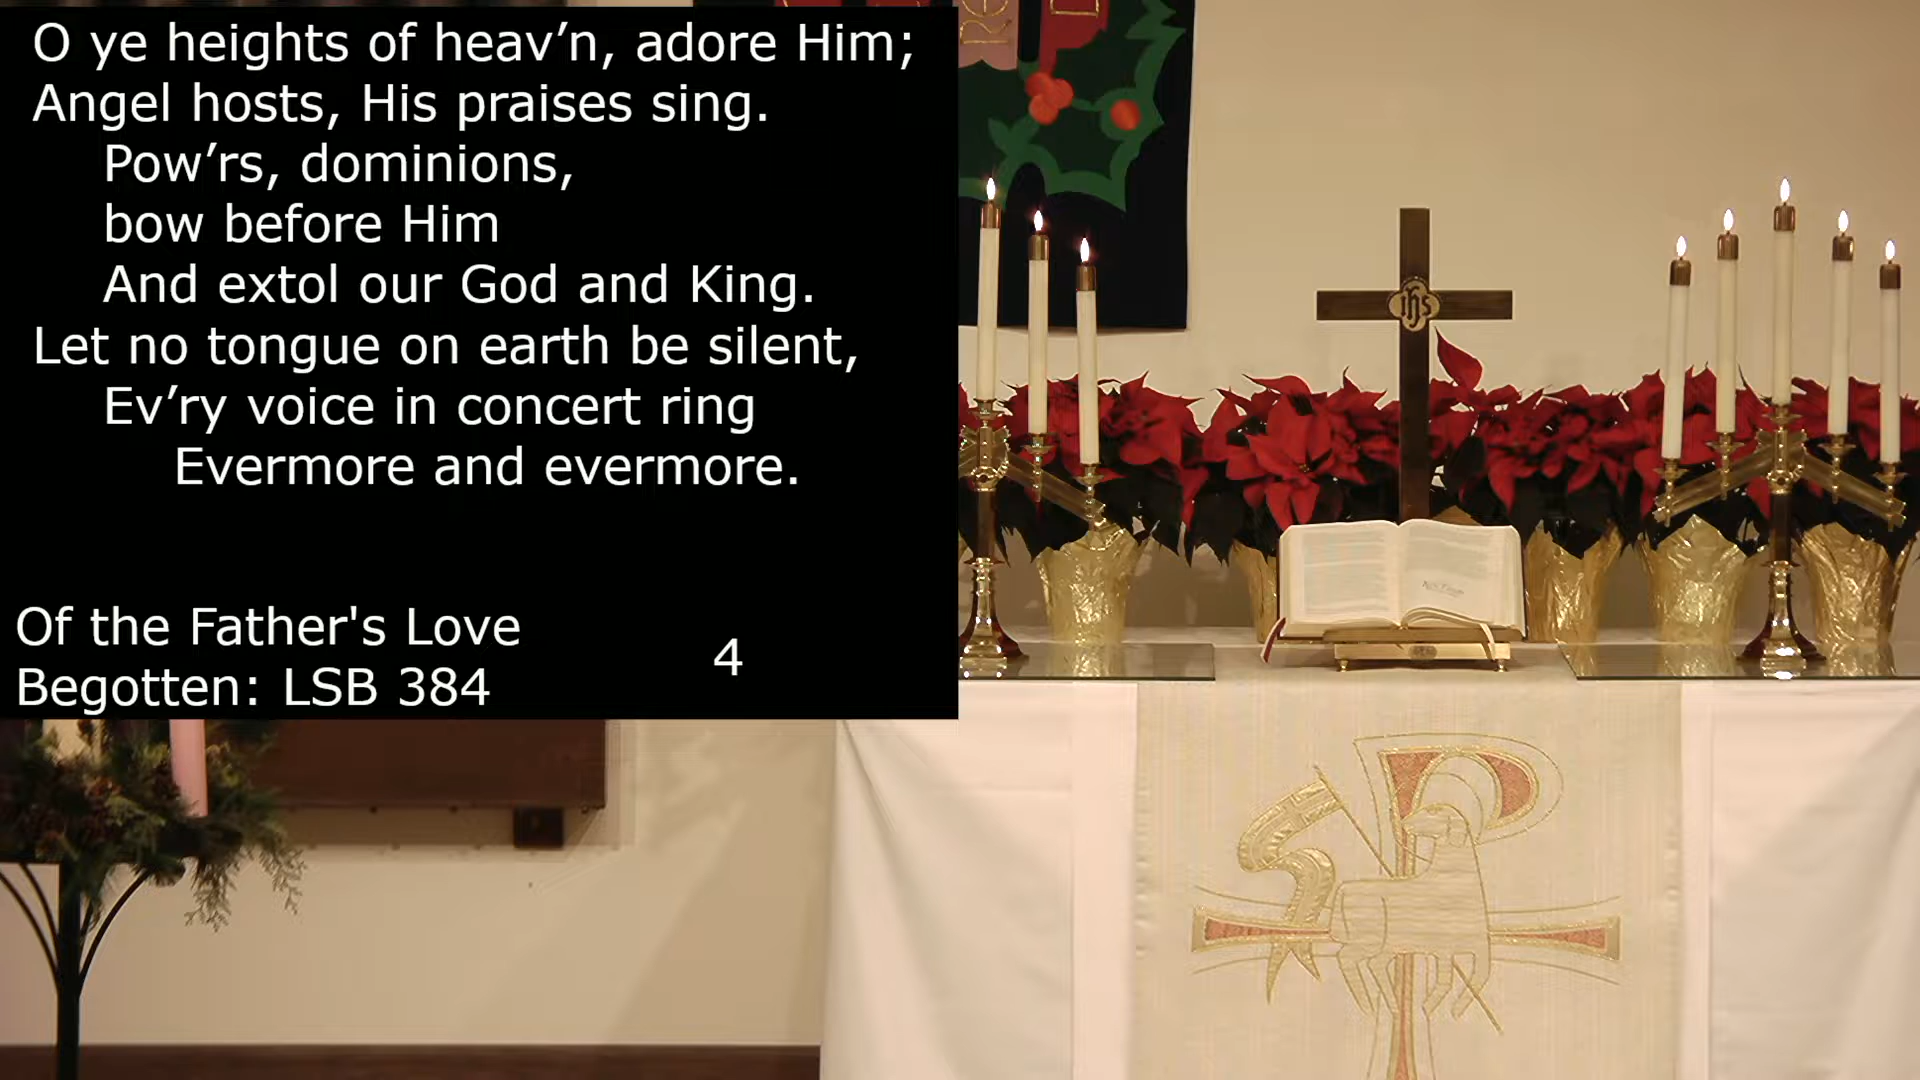 O ye heights of heav’n, adore Him;
Angel hosts, His praises sing.
Pow’rs, dominions,
bow before Him
And extol our God and King.
Let no tongue on earth be silent,
Ev’ry voice in concert ring
Evermore and evermore.
Of the Father's Love
Begotten: LSB 384
4
ihs